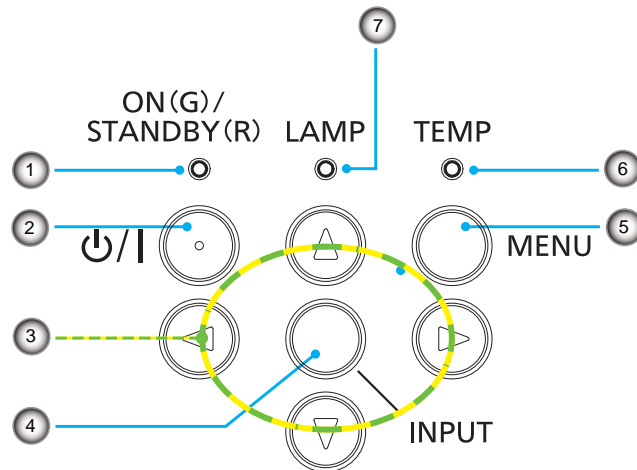 7
ON(G)/
STANDBY(R) LAMP TEMP
1 6
2 5
⏻/I MENU
3
4
INPUT